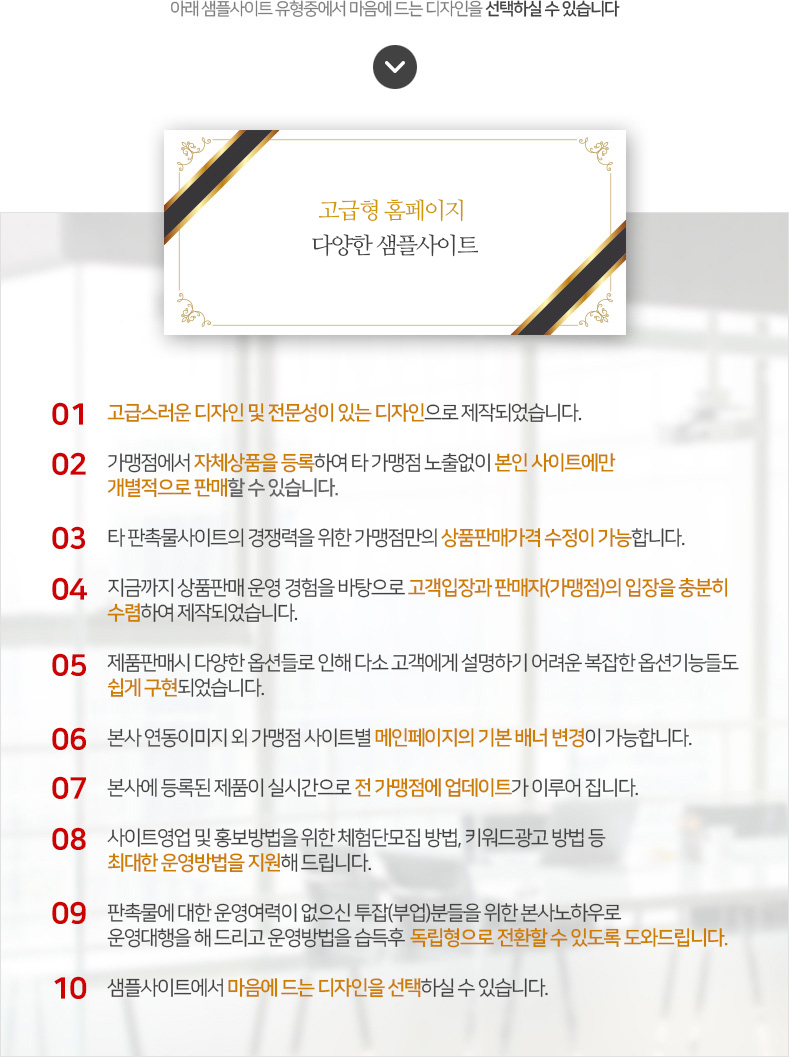 아래 샘플사이트 유형중에서 마음에 드는 디자인을 선택하실 수 있습니다
고급형 홈페이지
다양한 샘플사이트
01 고급스러운 디자인 및 전문성이 있는 디자인으로 제작되었습니다.
02 가맹점에서 자체상품을 등록하여 타 가맹점 노출없이 본인 사이트에만
개별적으로 판매할 수 있습니다.
03 타 판촉물사이트의 경쟁력을 위한 가맹점만의 상품판매가격 수정이 가능합니다.
04 지금까지 상품판매 운영 경험을 바탕으로 고객입장과 판매자(가맹점)의 입장을 충분히
수렴하여 제작되었습니다.
05 제품판매시 다양한 옵션들로 인해 다소 고객에게 설명하기 어려운 복잡한 옵션기능들도
쉽게 구현되었습니다.
06 본사 연동이미지 외 가맹점 사이트별 메인페이지의 기본 배너 변경이 가능합니다.
07 본사에 등록된 제품이 실시간으로 전 가맹점에 업데이트가 이루어 집니다.
08 사이트영업 및 홍보방법을 위한 체험단모집 방법, 키워드광고 방법 등
최대한 운영방법을 지원해 드립니다.
09 판촉물에 대한 운영여력이 없으신 투잡(부업)분들을 위한 본사노하우로
운영대행을 해 드리고 운영방법을 습득후 독립형으로 전환할 수 있도록 도와드립니다.
10 샘플사이트에서 마음에 드는 디자인을 선택하실 수 있습니다.